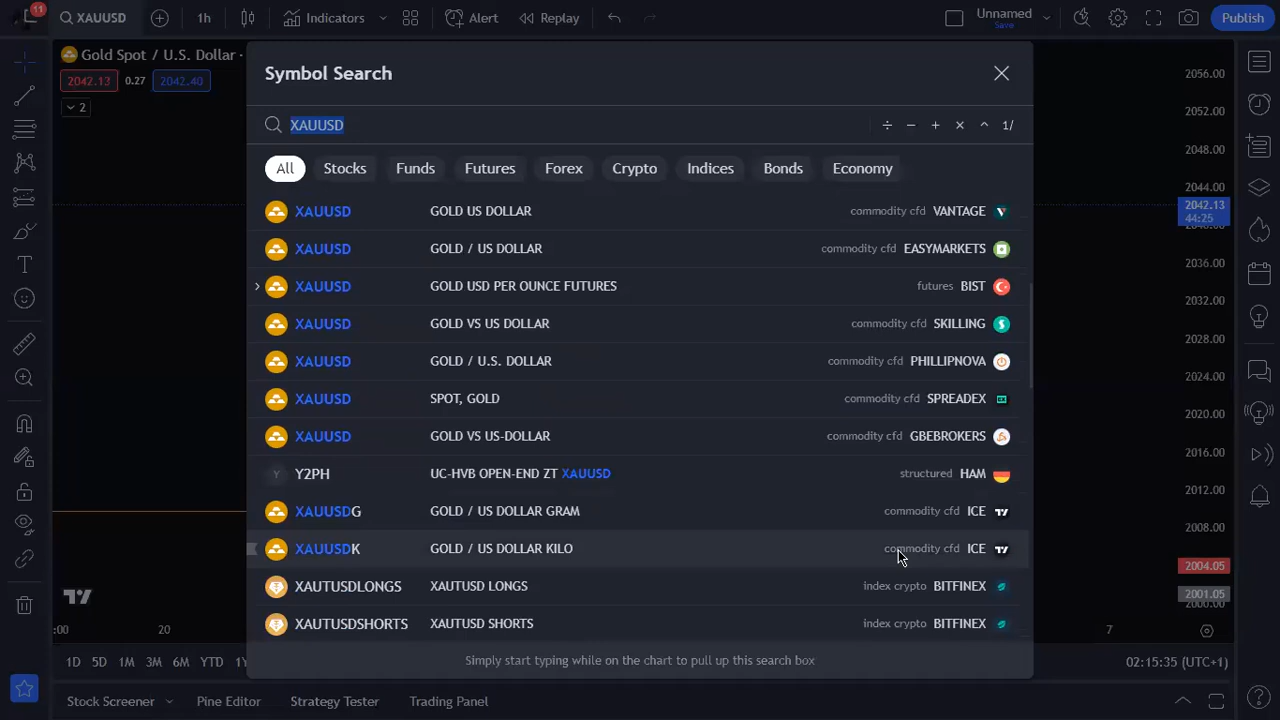 11 XAUUSD 1h Indicators Alert Replay Unnamed Save Publish
Gold Spot / U.S. Dollar ·
2042.13 0.27 2042.40
2
Symbol Search
XAUUSD ÷ − + × ^ 1/
All Stocks Funds Futures Forex Crypto Indices Bonds Economy
XAUUSD GOLD US DOLLAR commodity cfd VANTAGE
XAUUSD GOLD / US DOLLAR commodity cfd EASYMARKETS
XAUUSD GOLD USD PER OUNCE FUTURES futures BIST
XAUUSD GOLD VS US DOLLAR commodity cfd SKILLING
XAUUSD GOLD / U.S. DOLLAR commodity cfd PHILLIPNOVA
XAUUSD SPOT, GOLD commodity cfd SPREADEX
XAUUSD GOLD VS US-DOLLAR commodity cfd GBEBROKERS
Y Y2PH UC-HVB OPEN-END ZT XAUUSD structured HAM
XAUUSDG GOLD / US DOLLAR GRAM commodity cfd ICE
XAUUSDK GOLD / US DOLLAR KILO commodity cfd ICE
XAUTUSDLONGS XAUTUSD LONGS index crypto BITFINEX
XAUTUSDSHORTS XAUTUSD SHORTS index crypto BITFINEX
Simply start typing while on the chart to pull up this search box
2056.00
2052.00
2048.00
2044.00
2042.13
44:25
2040.00
2036.00
2032.00
2028.00
2024.00
2020.00
2016.00
2012.00
2008.00
2004.05
2001.05
2000.00
:00 20 7
1D 5D 1M 3M 6M YTD 1Y 02:15:35 (UTC+1)
Stock Screener Pine Editor Strategy Tester Trading Panel